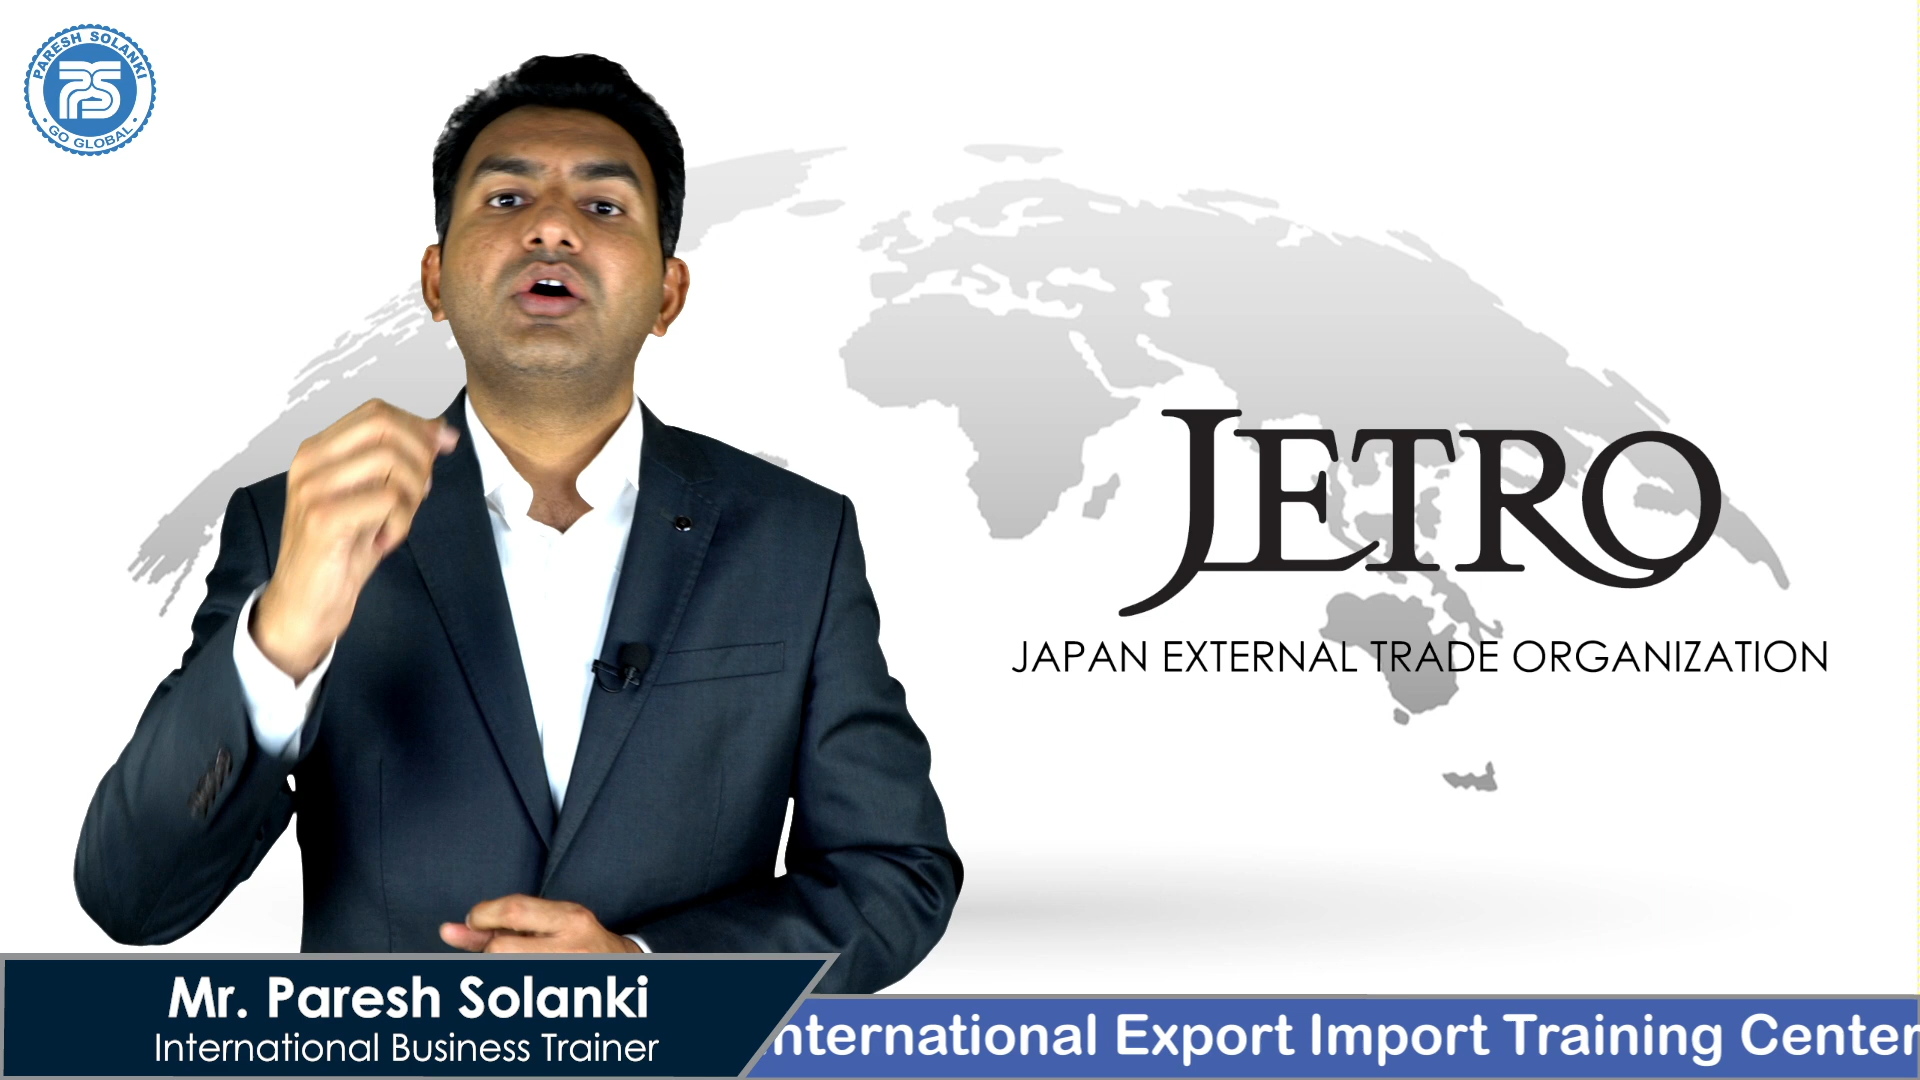 PARESH SOLANKI
PS
GO GLOBAL
JETRO
JAPAN EXTERNAL TRADE ORGANIZATION
Mr. Paresh Solanki
International Business Trainer
nternational Export Import Training Center